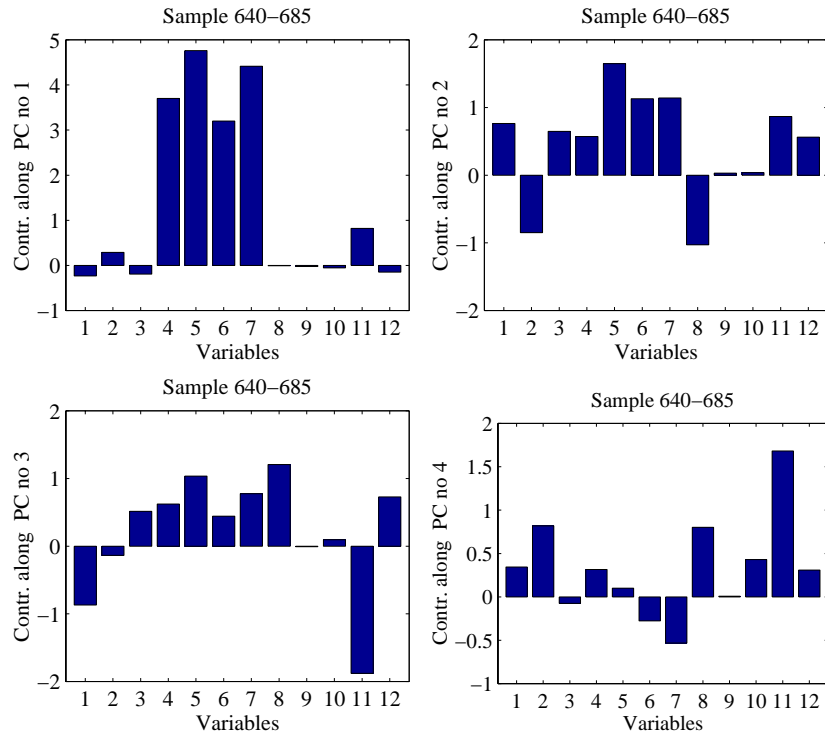 Sample 640−685
Contr. along PC no 1
5
4
3
2
1
0
−1
1 2 3 4 5 6 7 8 9 10 11 12
Variables
Sample 640−685
Contr. along PC no 2
2
1
0
−1
−2
1 2 3 4 5 6 7 8 9 10 11 12
Variables
Sample 640−685
Contr. along PC no 3
2
1
0
−1
−2
1 2 3 4 5 6 7 8 9 10 11 12
Variables
Sample 640−685
Contr. along PC no 4
2
1.5
1
0.5
0
−0.5
−1
1 2 3 4 5 6 7 8 9 10 11 12
Variables